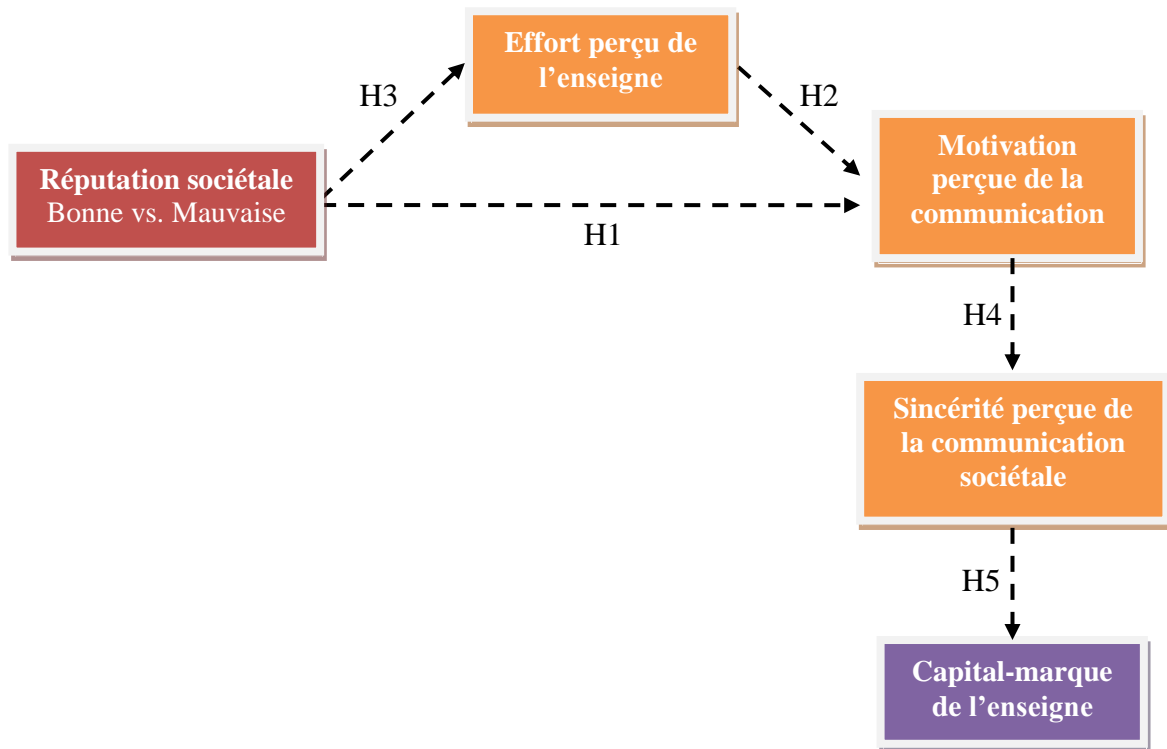 Effort perçu de
l’enseigne
H3
H2
Réputation sociétale
Bonne vs. Mauvaise
Motivation
perçue de la
communication
H1
H4
Sincérité perçue de
la communication
sociétale
H5
Capital-marque
de l’enseigne